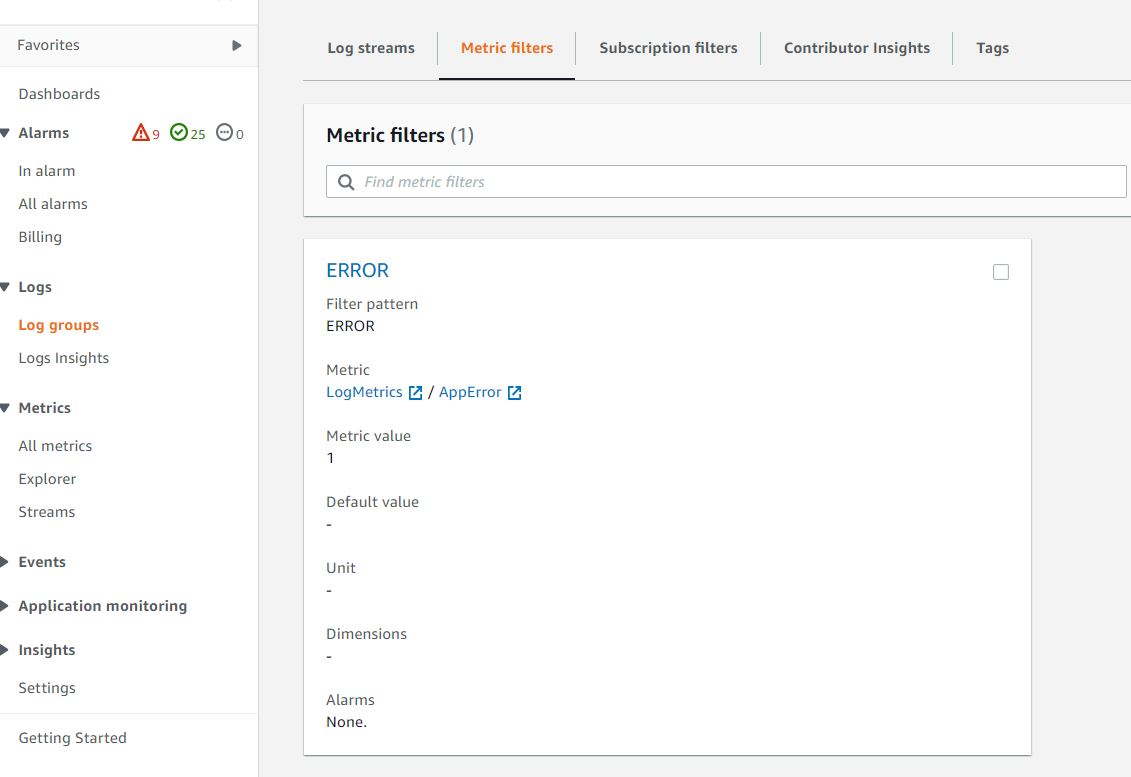 Favorites
Dashboards
Alarms 9 25 0
In alarm
All alarms
Billing
Logs
Log groups
Logs Insights
Metrics
All metrics
Explorer
Streams
Events
Application monitoring
Insights
Settings
Getting Started
Log streams Metric filters Subscription filters Contributor Insights Tags
Metric filters (1)
Find metric filters
ERROR
Filter pattern
ERROR
Metric
LogMetrics / AppError
Metric value
1
Default value
-
Unit
-
Dimensions
-
Alarms
None.